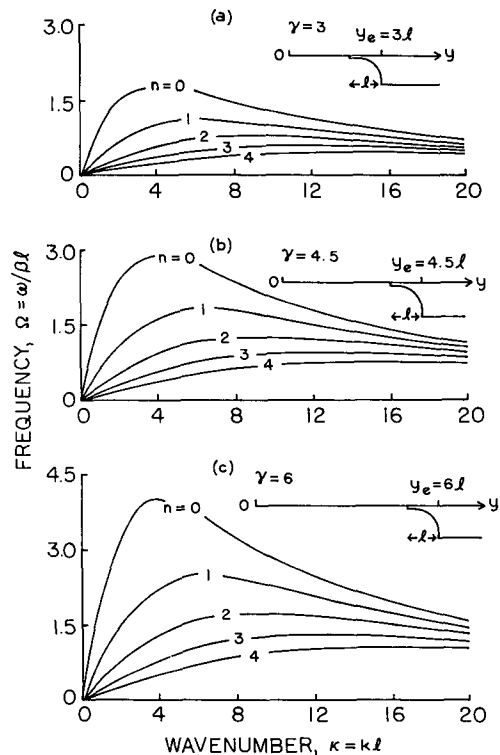 (a)
γ = 3
yₑ = 3ℓ
0
y
←ℓ→
3.0
1.5
0
n = 0
1
2
3
4
0 4 8 12 16 20
(b)
γ = 4.5
yₑ = 4.5ℓ
0
y
←ℓ→
3.0
1.5
0
n = 0
1
2
3
4
0 4 8 12 16 20
(c)
γ = 6
yₑ = 6ℓ
0
y
←ℓ→
4.5
3.0
1.5
0
n = 0
1
2
3
4
0 4 8 12 16 20
FREQUENCY, Ω = ω/βℓ
WAVENUMBER, κ = kℓ